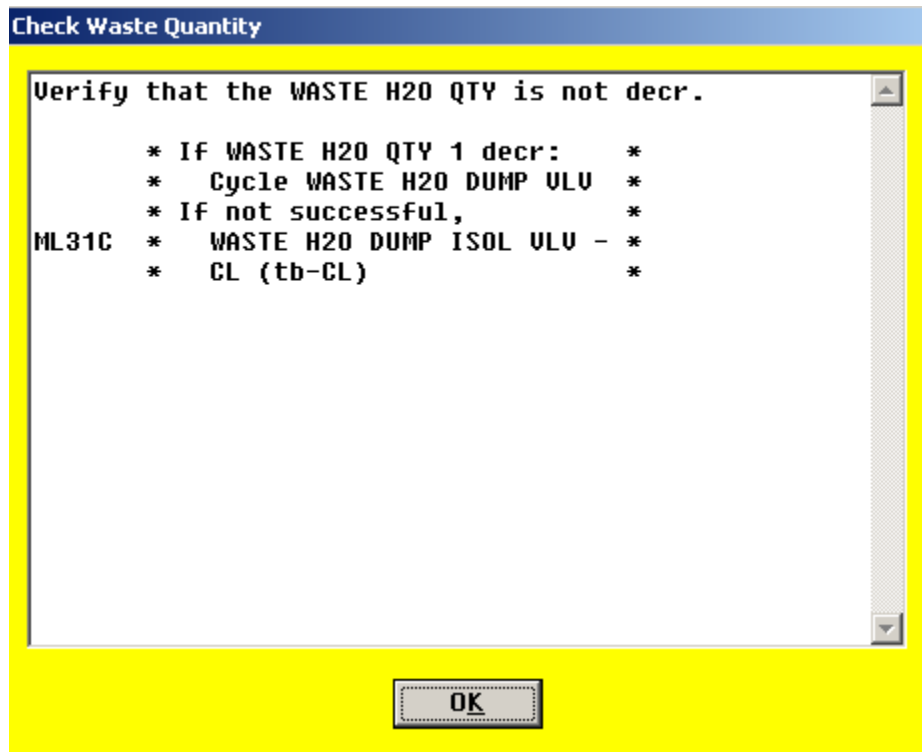 Check Waste Quantity
Verify that the WASTE H2O QTY is not decr.
* If WASTE H2O QTY 1 decr: *
* Cycle WASTE H2O DUMP VLV *
* If not successful, *
ML31C * WASTE H2O DUMP ISOL VLV - *
* CL (tb-CL) *
OK